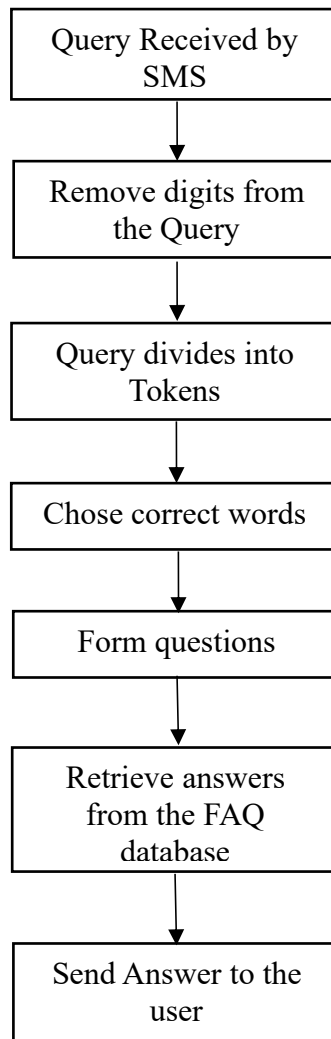 Query Received by
SMS
Remove digits from
the Query
Query divides into
Tokens
Chose correct words
Form questions
Retrieve answers
from the FAQ
database
Send Answer to the
user